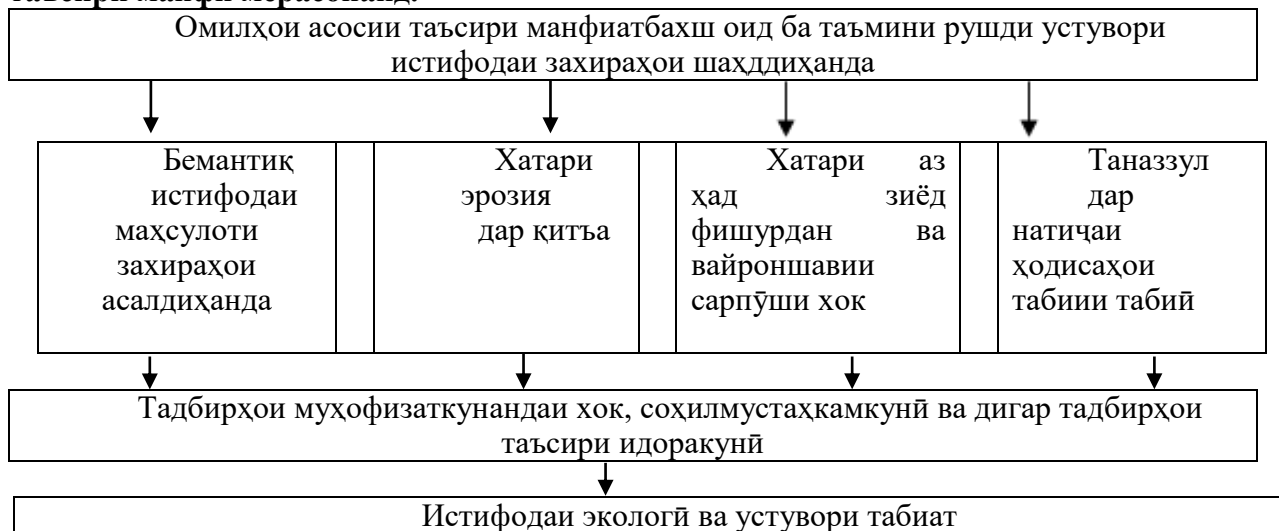 Омилҳои асосии таъсири манфиатбахш оид ба таъмини рушди устувори
истифодаи захираҳои шаҳддиҳанда
Бемантиқ
истифодаи
маҳсулоти
захираҳои
асалдиҳанда
Хатари
эрозия
дар қитъа
Хатари аз
ҳад зиёд
фишурдан ва
вайроншавии
сарпӯши хок
Таназзул
дар
натиҷаи
ҳодисаҳои
табиии табиӣ
Тадбирҳои муҳофизаткунандаи хок, соҳилмустаҳкамкунӣ ва дигар тадбирҳои
таъсири идоракунӣ
Истифодаи экологӣ ва устувори табиат